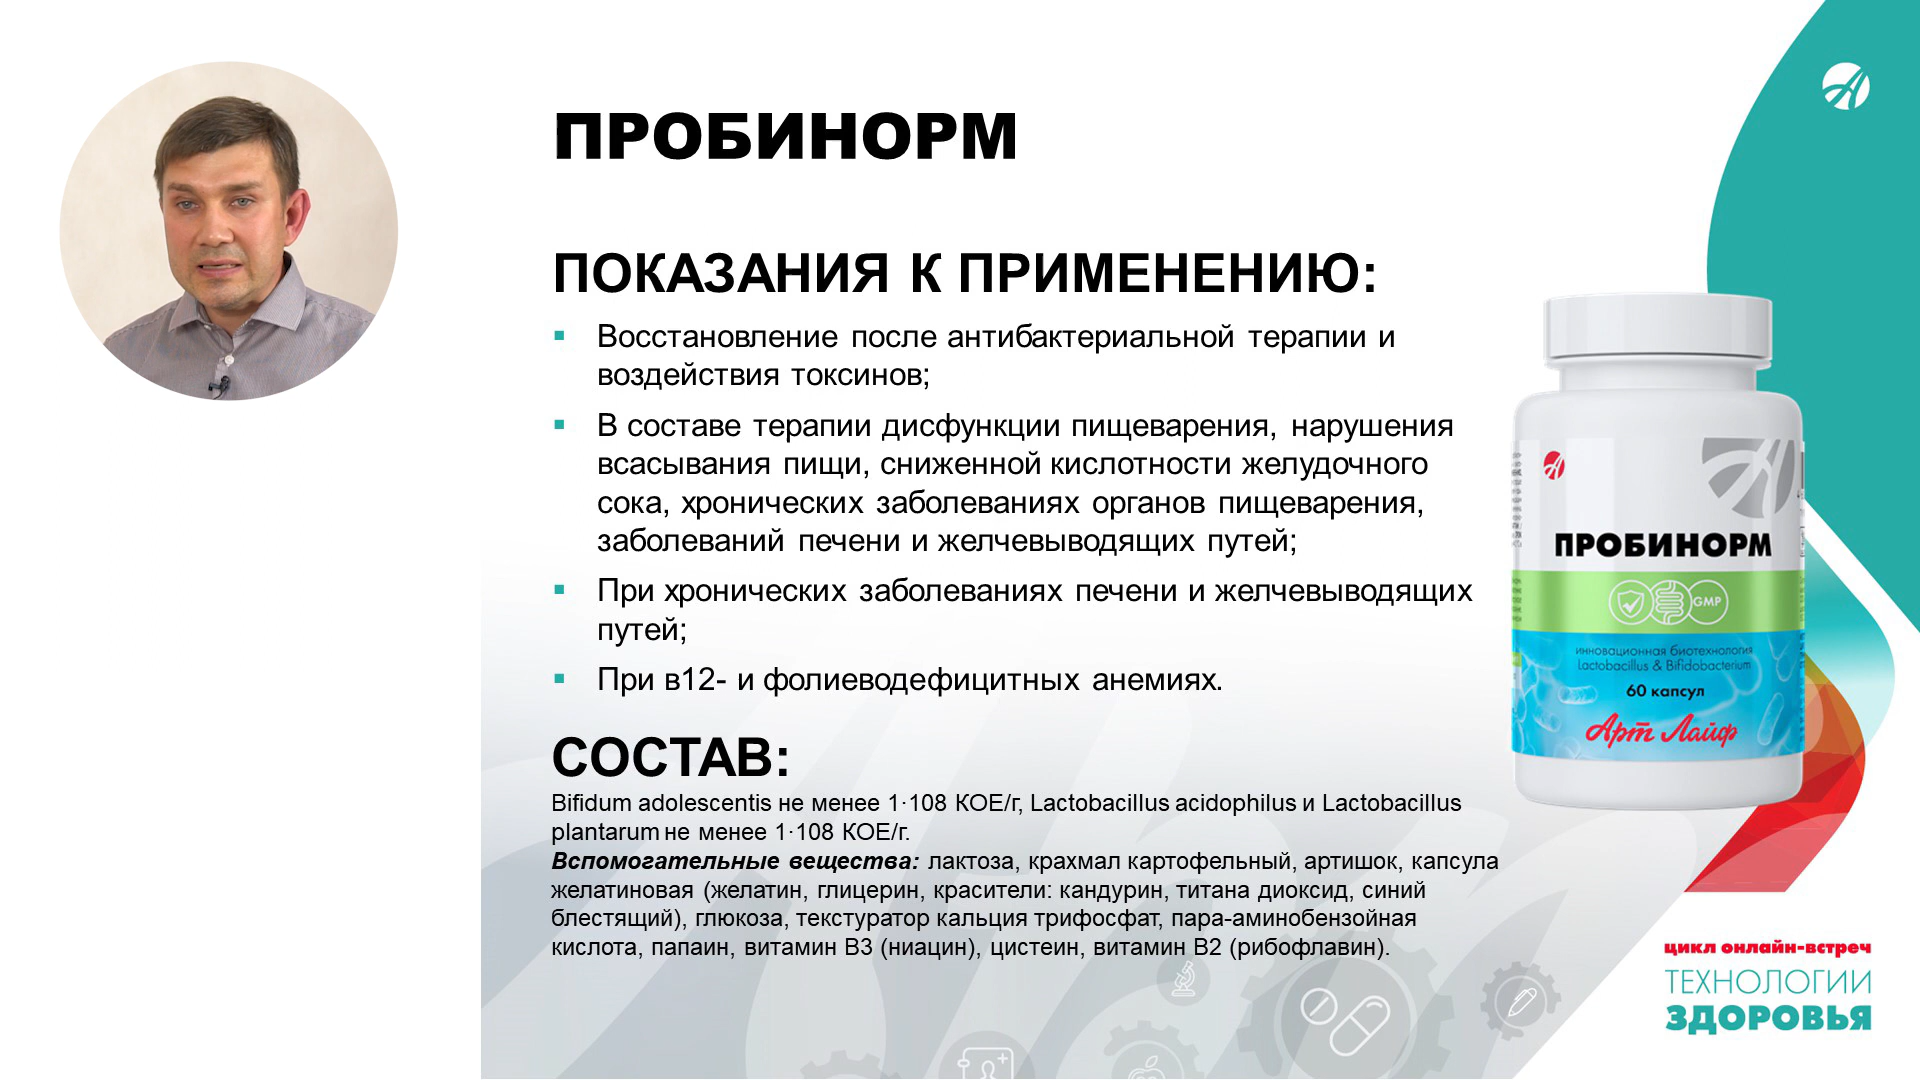 ПРОБИНОРМ
ПОКАЗАНИЯ К ПРИМЕНЕНИЮ:
Восстановление после антибактериальной терапии и
воздействия токсинов;
В составе терапии дисфункции пищеварения, нарушения
всасывания пищи, сниженной кислотности желудочного
сока, хронических заболеваниях органов пищеварения,
заболеваний печени и желчевыводящих путей;
При хронических заболеваниях печени и желчевыводящих
путей;
При в12- и фолиеводефицитных анемиях.
СОСТАВ:
Bifidum adolescentis не менее 1·108 КОЕ/г, Lactobacillus acidophilus и Lactobacillus
plantarum не менее 1·108 КОЕ/г.
Вспомогательные вещества: лактоза, крахмал картофельный, артишок, капсула
желатиновая (желатин, глицерин, красители: кандурин, титана диоксид, синий
блестящий), глюкоза, текстуратор кальция трифосфат, пара-аминобензойная
кислота, папаин, витамин В3 (ниацин), цистеин, витамин В2 (рибофлавин).
ПРОБИНОРМ
GMP
инновационная биотехнология
Lactobacillus & Bifidobacterium
60 капсул
Арт Лайф
цикл онлайн-встреч
ТЕХНОЛОГИИ
ЗДОРОВЬЯ